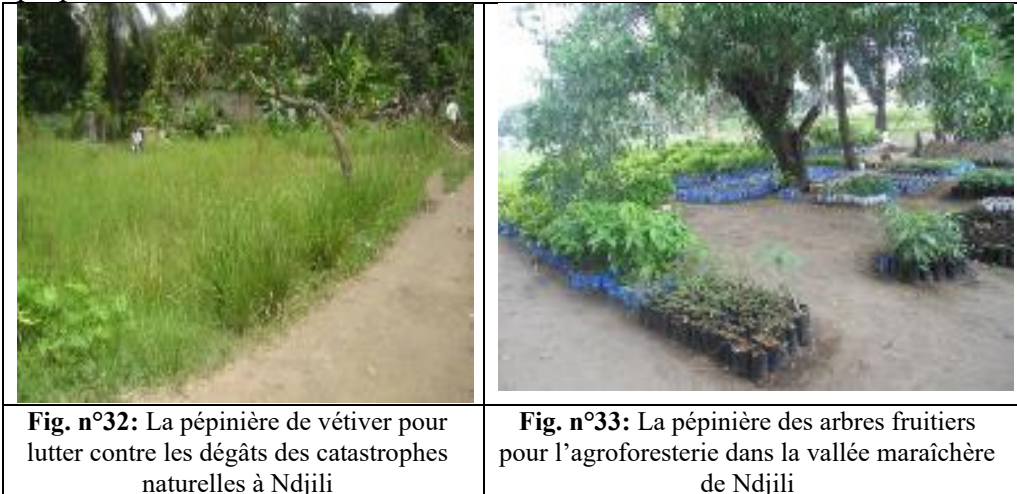 Fig. n°32: La pépinière de vétiver pour
lutter contre les dégâts des catastrophes
naturelles à Ndjili
Fig. n°33: La pépinière des arbres fruitiers
pour l’agroforesterie dans la vallée maraîchère
de Ndjili